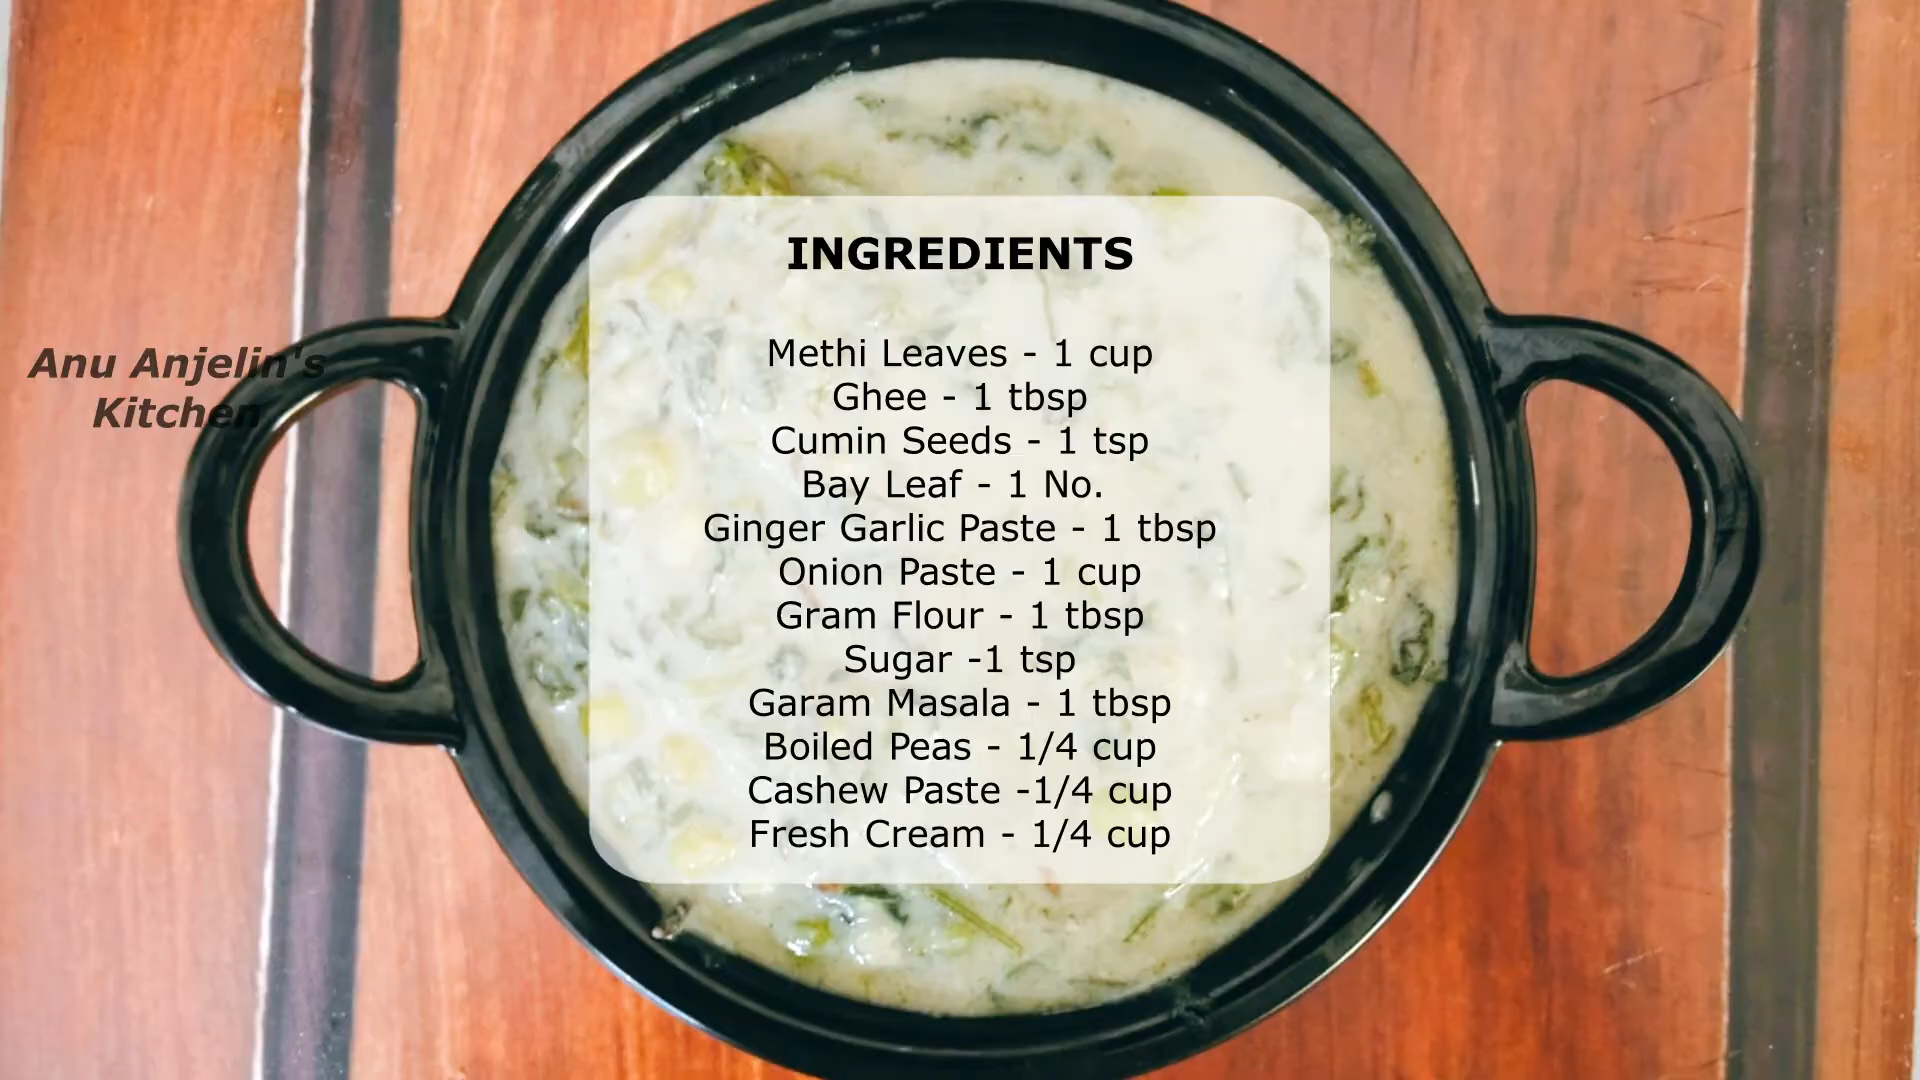 INGREDIENTS
Methi Leaves - 1 cup
Ghee - 1 tbsp
Cumin Seeds - 1 tsp
Bay Leaf - 1 No.
Ginger Garlic Paste - 1 tbsp
Onion Paste - 1 cup
Gram Flour - 1 tbsp
Sugar -1 tsp
Garam Masala - 1 tbsp
Boiled Peas - 1/4 cup
Cashew Paste -1/4 cup
Fresh Cream - 1/4 cup
Anu Anjelin's
Kitchen